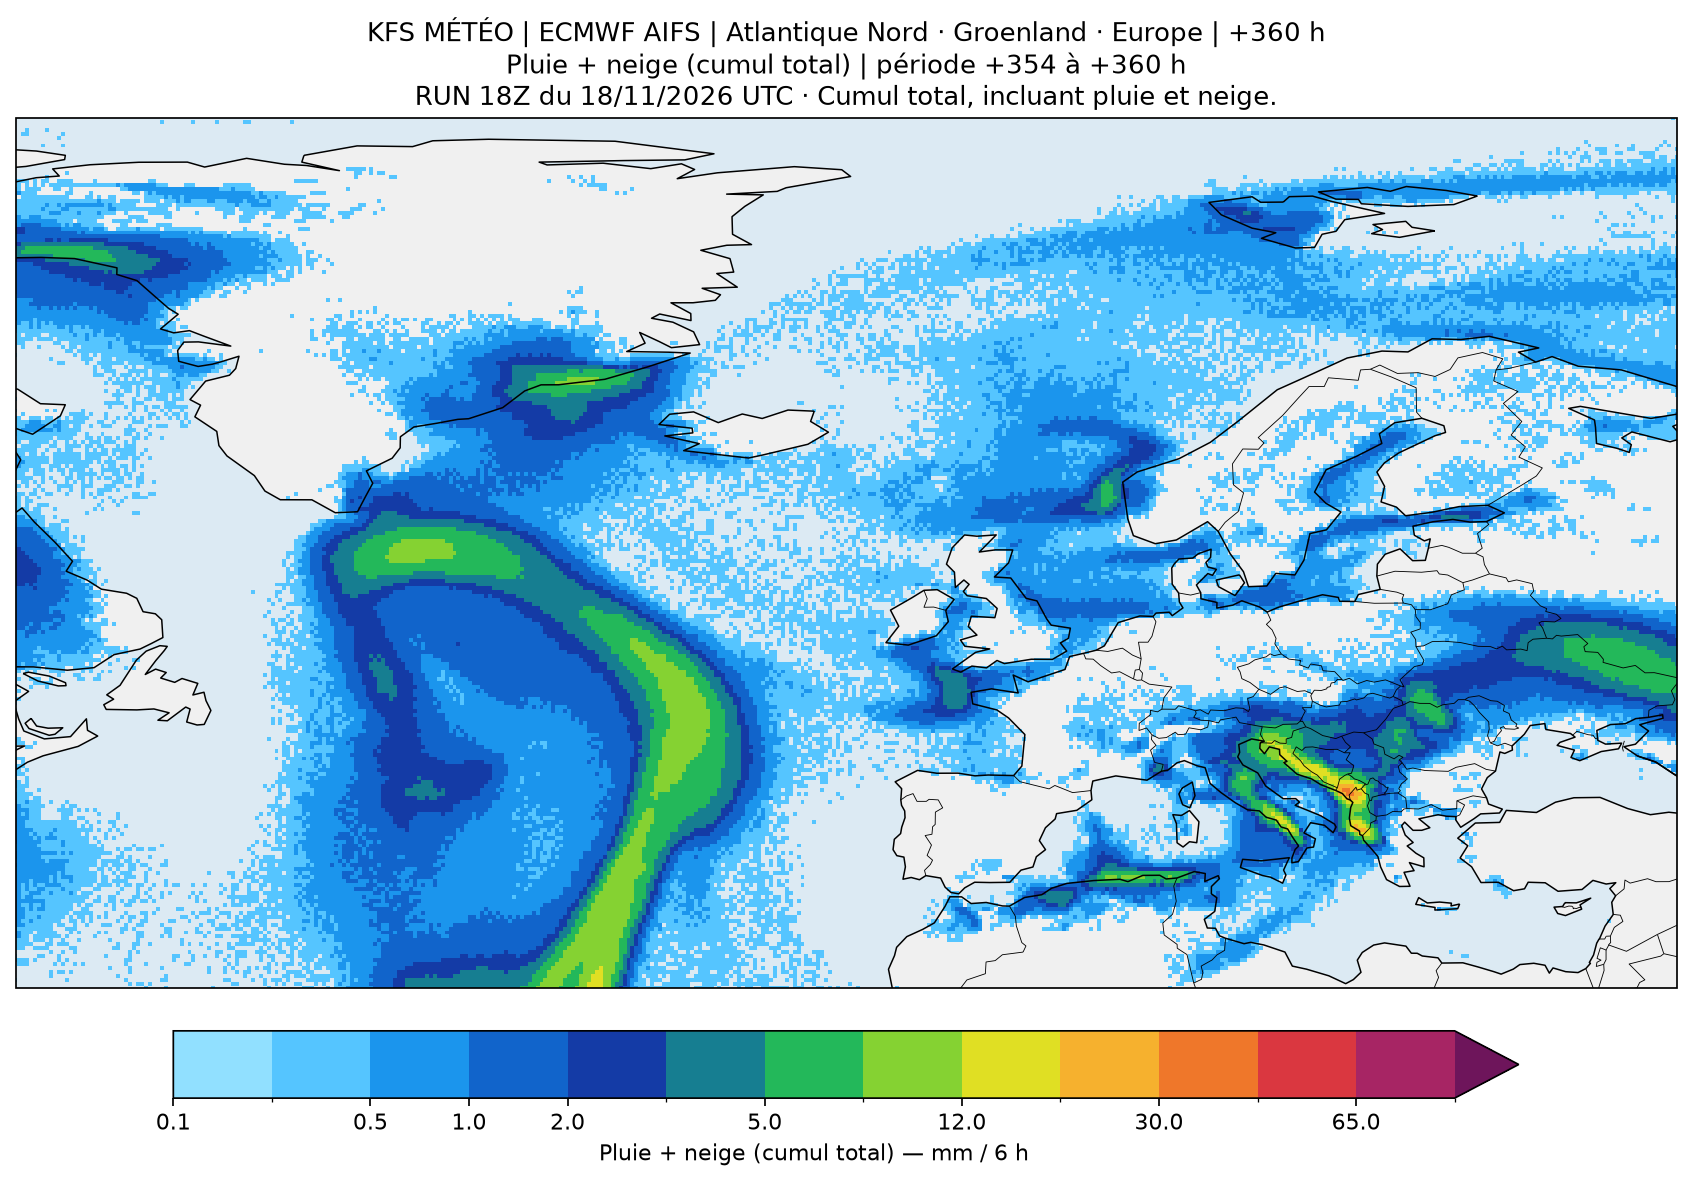 KFS MÉTÉO | ECMWF AIFS | Atlantique Nord · Groenland · Europe | +360 h
Pluie + neige (cumul total) | période +354 à +360 h
RUN 18Z du 18/11/2026 UTC · Cumul total, incluant pluie et neige.
0.1 0.5 1.0 2.0 5.0 12.0 30.0 65.0
Pluie + neige (cumul total) — mm / 6 h